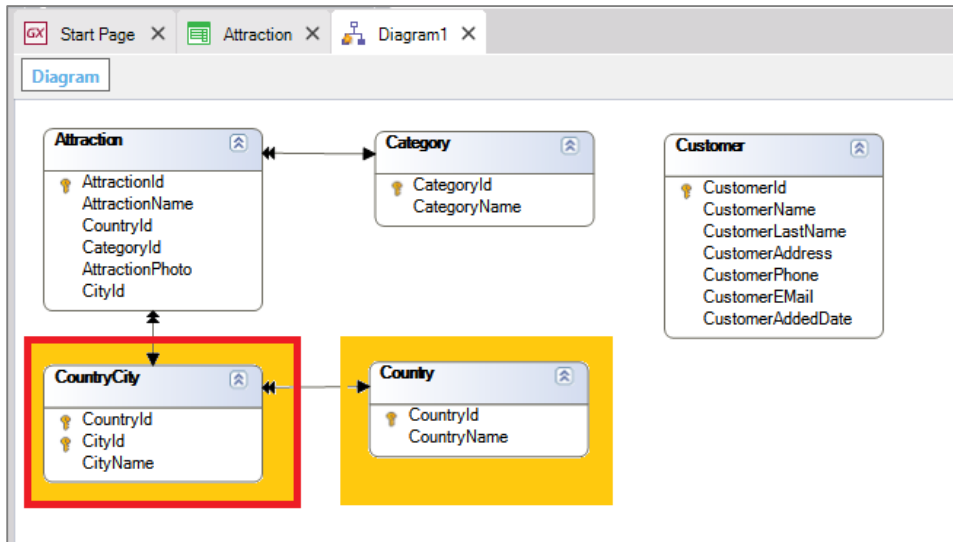 GX Start Page Attraction Diagram1
Diagram
Attraction
AttractionId
AttractionName
CountryId
CategoryId
AttractionPhoto
CityId
Category
CategoryId
CategoryName
Customer
CustomerId
CustomerName
CustomerLastName
CustomerAddress
CustomerPhone
CustomerEMail
CustomerAddedDate
CountryCity
CountryId
CityId
CityName
Country
CountryId
CountryName